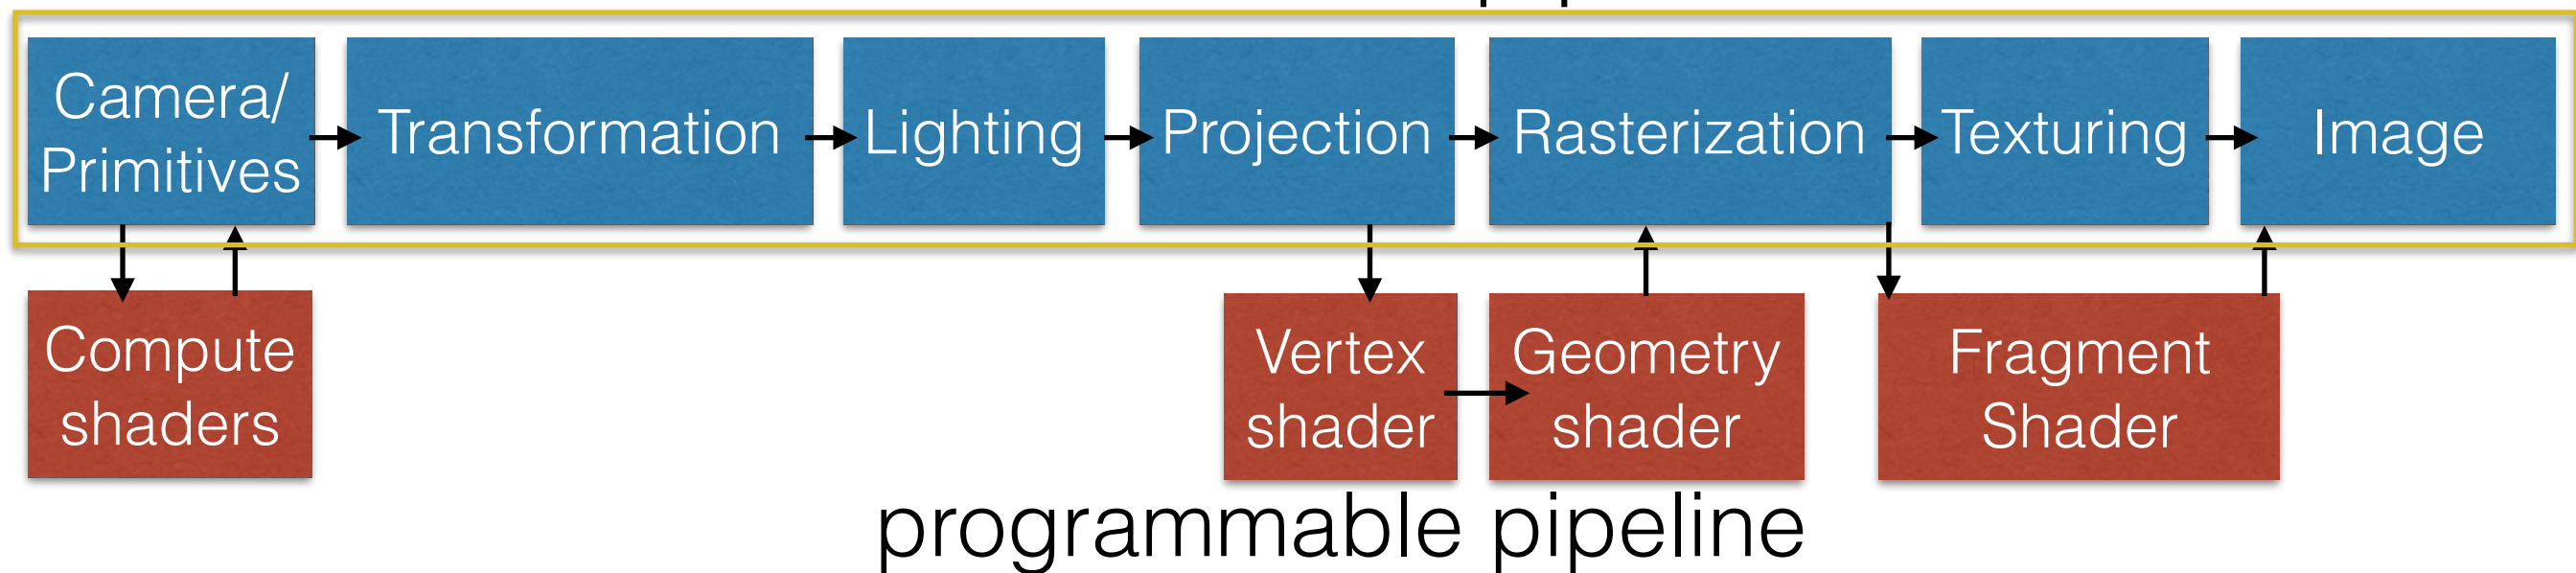 Camera/
Primitives
Transformation
Lighting
Projection
Rasterization
Texturing
Image
Compute
shaders
Vertex
shader
Geometry
shader
Fragment
Shader
programmable pipeline